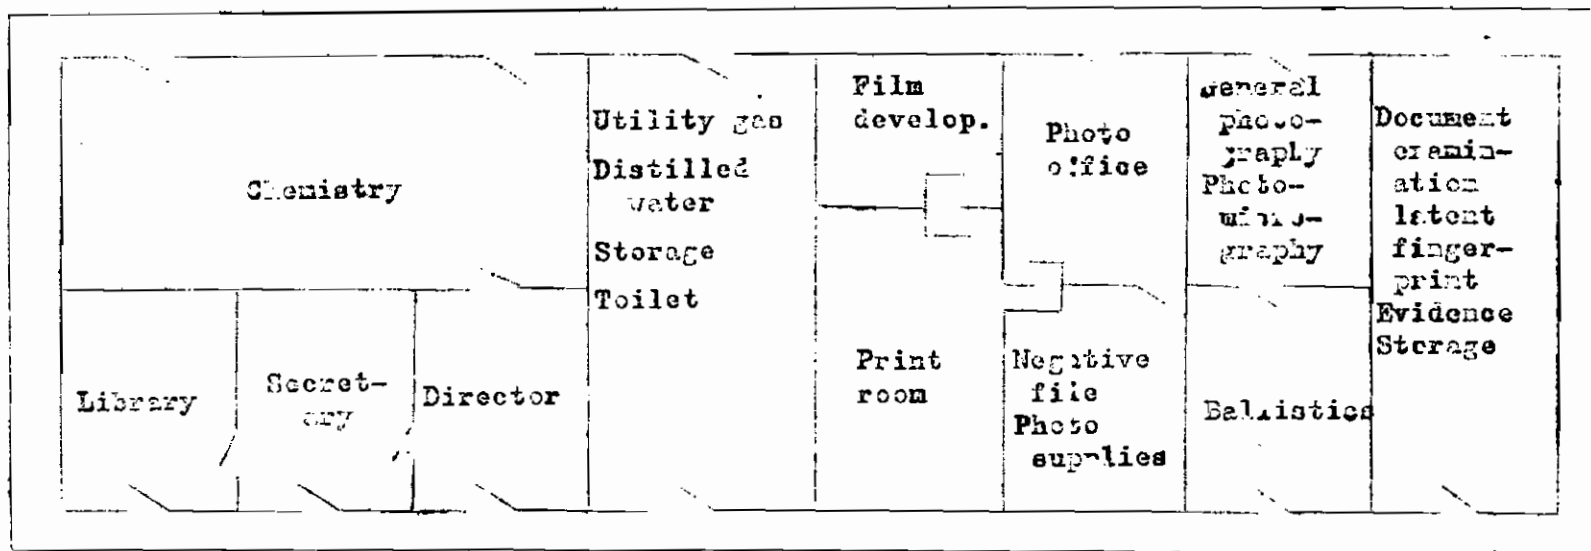 Chemistry
Library
Secret-
ary
Director
Utility gas
Distilled
water
Storage
Toilet
Film
develop.
Print
room
Photo
office
Negative
file
Photo
supplies
General
photo-
graphy
Photo-
micro-
graphy
Ballistics
Document
examin-
ation
latent
finger-
print
Evidence
Storage